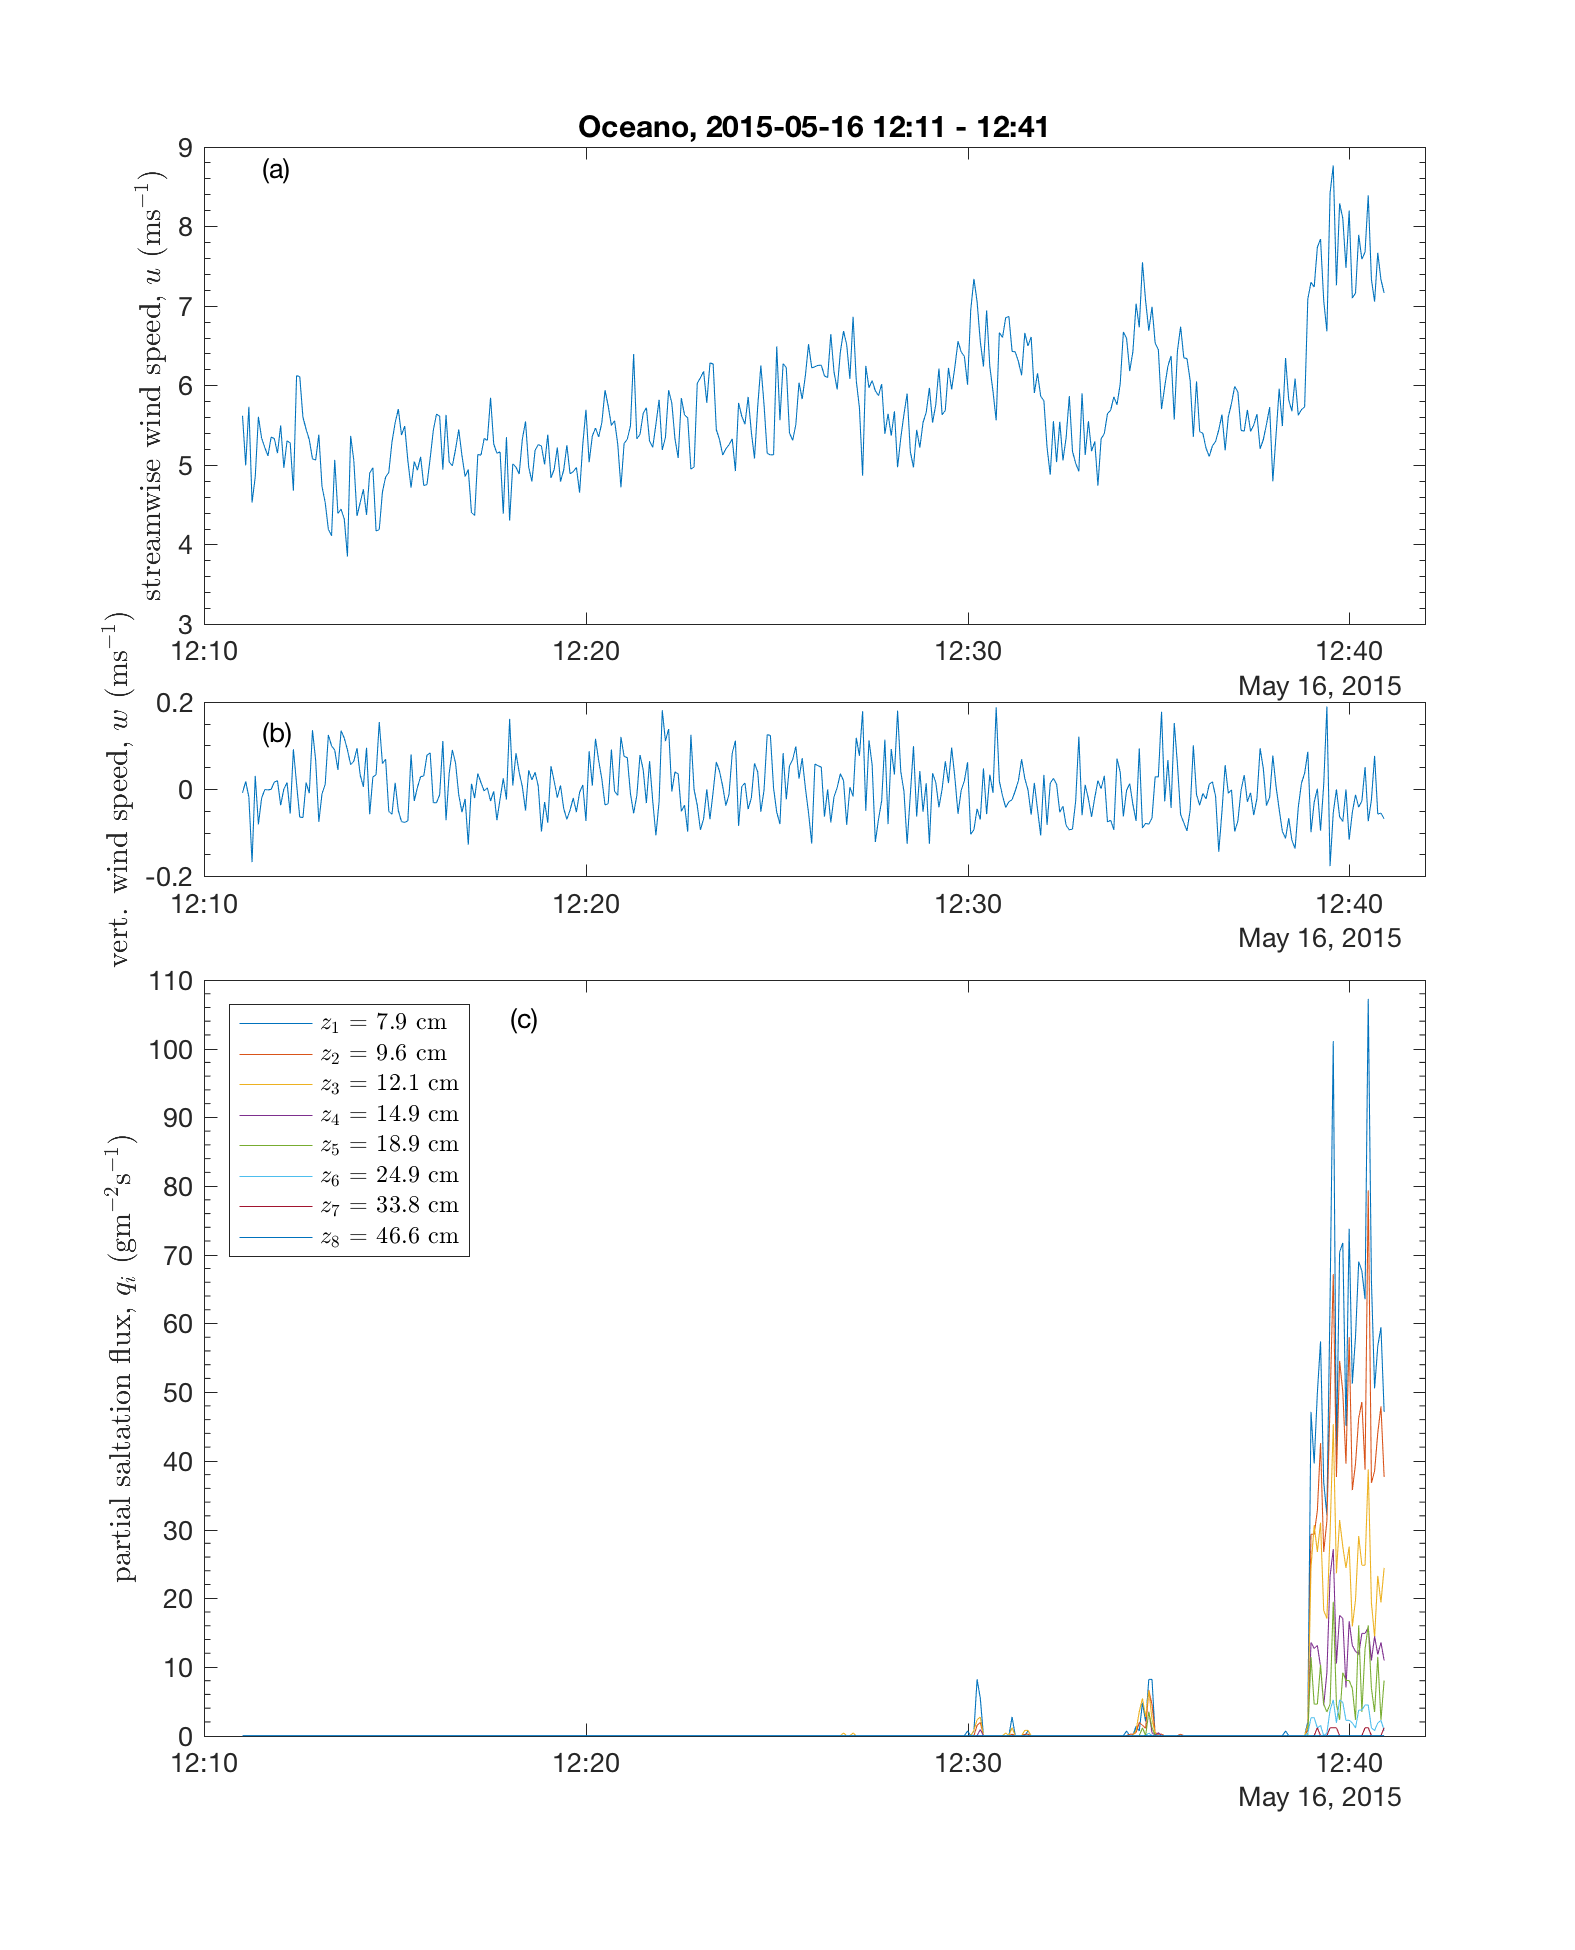 Oceano, 2015-05-16 12:11 - 12:41
(a)
streamwise wind speed, u (ms⁻¹)
9
8
7
6
5
4
3
12:10 12:20 12:30 12:40
May 16, 2015
(b)
vert. wind speed, w (ms⁻¹)
0.2
0
-0.2
12:10 12:20 12:30 12:40
May 16, 2015
(c)
partial saltation flux, qᵢ (gm⁻²s⁻¹)
110
100
90
80
70
60
50
40
30
20
10
0
z₁ = 7.9 cm
z₂ = 9.6 cm
z₃ = 12.1 cm
z₄ = 14.9 cm
z₅ = 18.9 cm
z₆ = 24.9 cm
z₇ = 33.8 cm
z₈ = 46.6 cm
12:10 12:20 12:30 12:40
May 16, 2015